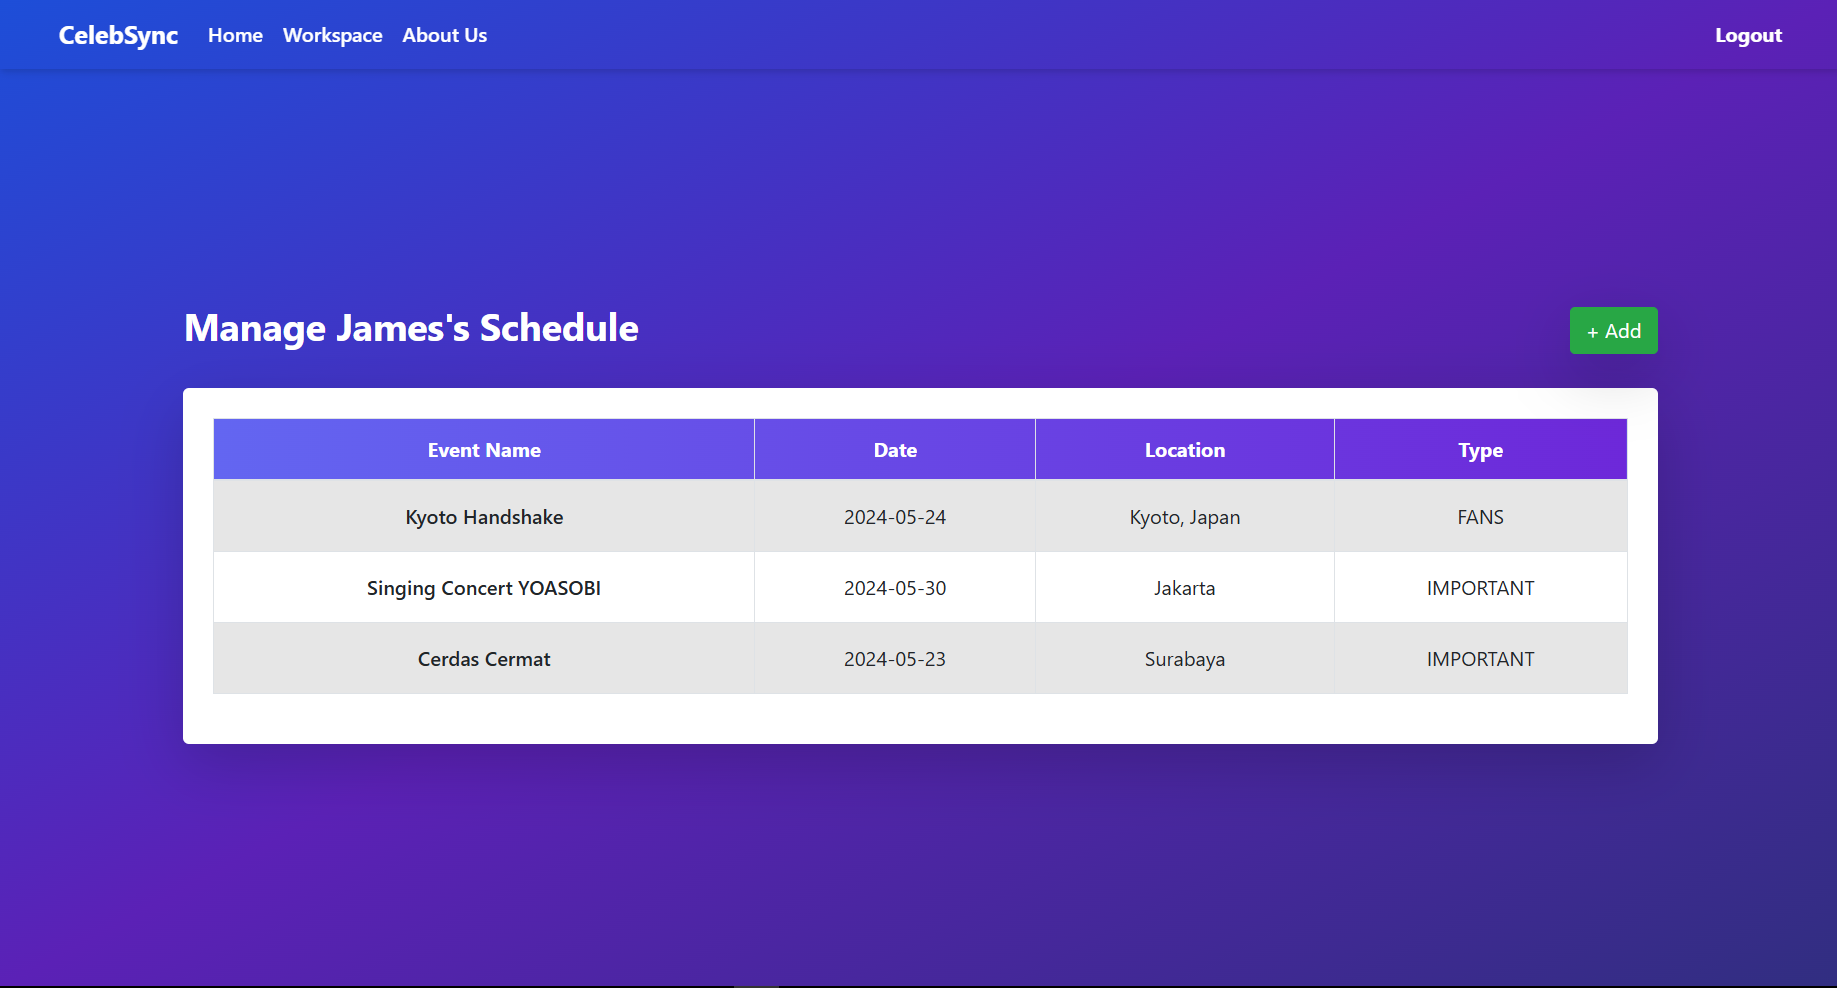 CelebSync Home Workspace About Us Logout
Manage James's Schedule + Add
Event Name Date Location Type
Kyoto Handshake 2024-05-24 Kyoto, Japan FANS
Singing Concert YOASOBI 2024-05-30 Jakarta IMPORTANT
Cerdas Cermat 2024-05-23 Surabaya IMPORTANT